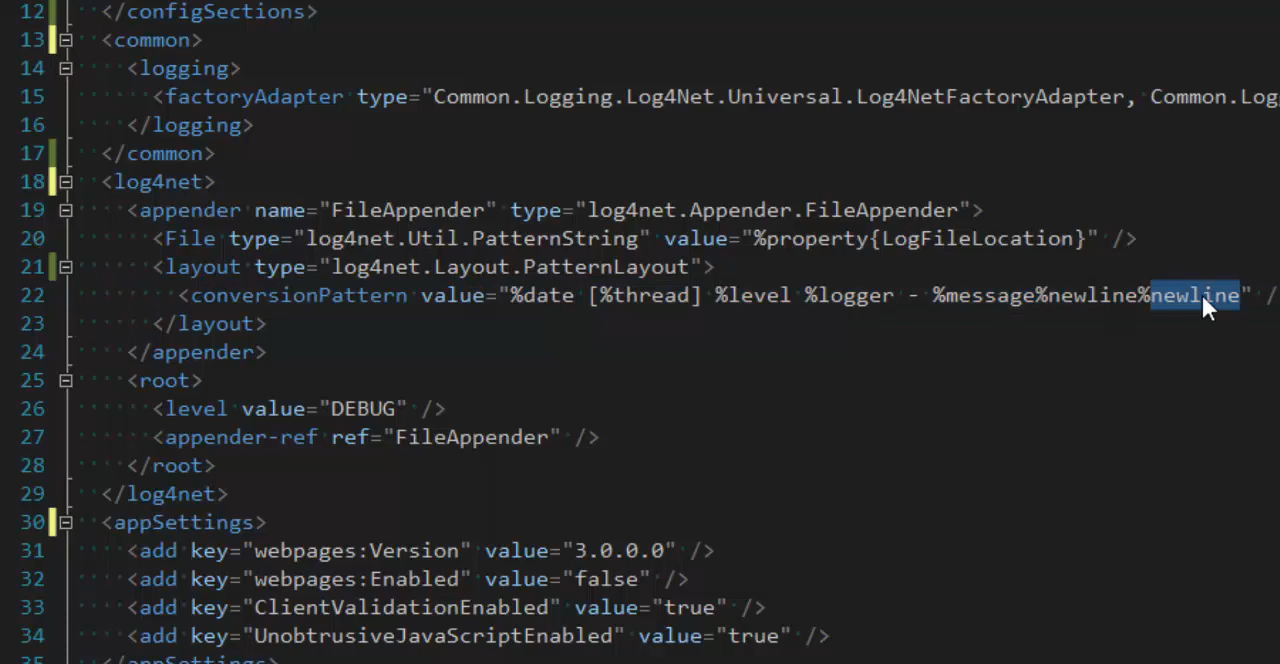 12 </configSections>
13 <common>
14 <logging>
15 <factoryAdapter type="Common.Logging.Log4Net.Universal.Log4NetFactoryAdapter, Common.Log
16 </logging>
17 </common>
18 <log4net>
19 <appender name="FileAppender" type="log4net.Appender.FileAppender">
20 <File type="log4net.Util.PatternString" value="%property{LogFileLocation}" />
21 <layout type="log4net.Layout.PatternLayout">
22 <conversionPattern value="%date [%thread] %level %logger - %message%newline%newline" /
23 </layout>
24 </appender>
25 <root>
26 <level value="DEBUG" />
27 <appender-ref ref="FileAppender" />
28 </root>
29 </log4net>
30 <appSettings>
31 <add key="webpages:Version" value="3.0.0.0" />
32 <add key="webpages:Enabled" value="false" />
33 <add key="ClientValidationEnabled" value="true" />
34 <add key="UnobtrusiveJavaScriptEnabled" value="true" />
35 </appSettings>